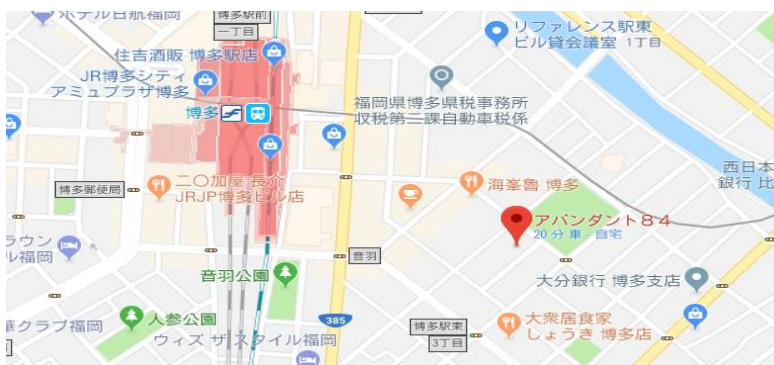 ホテル日航福岡
博多駅前
一丁目
リファレンス駅東
ビル貸会議室
1丁目
住吉酒販 博多駅店
JR博多シティ
アミュプラザ博多
福岡県博多県税事務所
収税第二課自動車税係
博多
西日本
銀行 比
博多郵便局
二〇加屋 長介
JRJP博多ビル店
海峯魯 博多
アバンダント84
20 分 車 - 自宅
ラウン
ル福岡
音羽
音羽公園
大分銀行 博多支店
385
人参公園
華クラブ福岡
ウィズ ザ スタイル福岡
博多駅東
3丁目
大衆居食家
しょうき 博多店